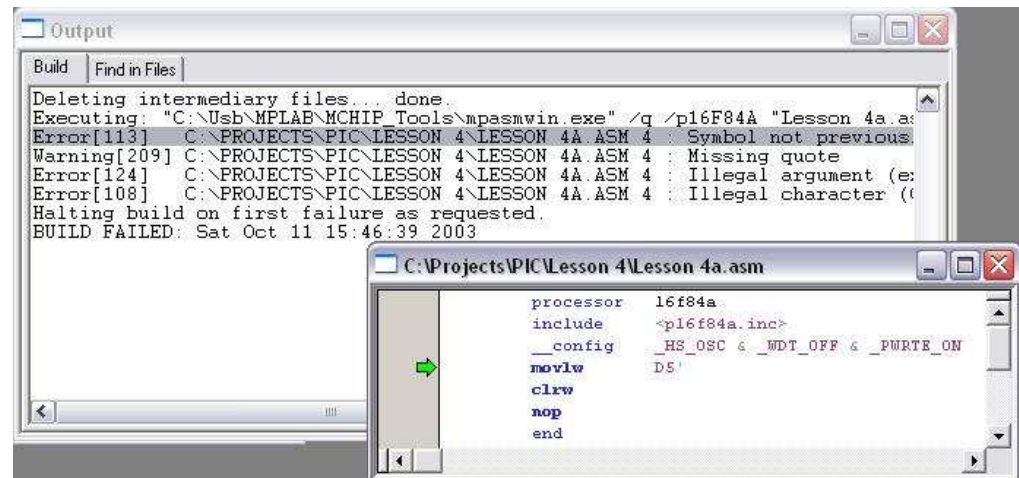 Output
Build Find in Files
Deleting intermediary files... done.
Executing: "C:\Usb\MPLAB\MCHIP_Tools\mpasmwin.exe" /q /p16F84A "Lesson 4a.a
Error[113] C:\PROJECTS\PIC\LESSON 4\LESSON 4A.ASM 4 : Symbol not previous
Warning[209] C:\PROJECTS\PIC\LESSON 4\LESSON 4A.ASM 4 : Missing quote
Error[124] C:\PROJECTS\PIC\LESSON 4\LESSON 4A.ASM 4 : Illegal argument (e
Error[108] C:\PROJECTS\PIC\LESSON 4\LESSON 4A.ASM 4 : Illegal character (
Halting build on first failure as requested.
BUILD FAILED: Sat Oct 11 15:46:39 2003
C:\Projects\PIC\Lesson 4\Lesson 4a.asm
processor 16f84a
include <p16f84a.inc>
__config _HS_OSC & _WDT_OFF & _PWRTE_ON
movlw D5'
clrw
nop
end